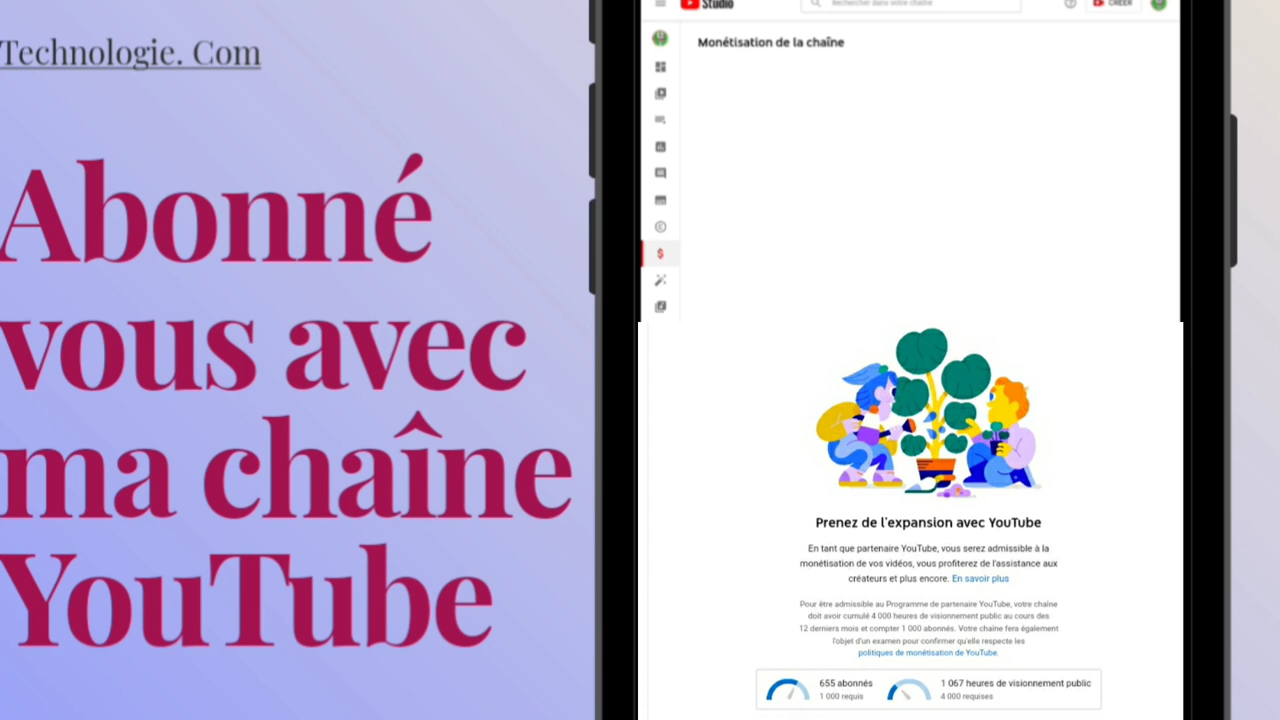 Technologie. Com
Abonné
vous avec
ma chaîne
YouTube
Studio
Rechercher dans votre chaîne
CRÉER
Monétisation de la chaîne
Prenez de l'expansion avec YouTube
En tant que partenaire YouTube, vous serez admissible à la
monétisation de vos vidéos, vous profiterez de l'assistance aux
créateurs et plus encore. En savoir plus
Pour être admissible au Programme de partenaire YouTube, votre chaîne
doit avoir cumulé 4 000 heures de visionnement public au cours des
12 derniers mois et compter 1 000 abonnés. Votre chaîne fera également
l'objet d'un examen pour confirmer qu'elle respecte les
politiques de monétisation de YouTube.
655 abonnés
1 000 requis
1 067 heures de visionnement public
4 000 requises